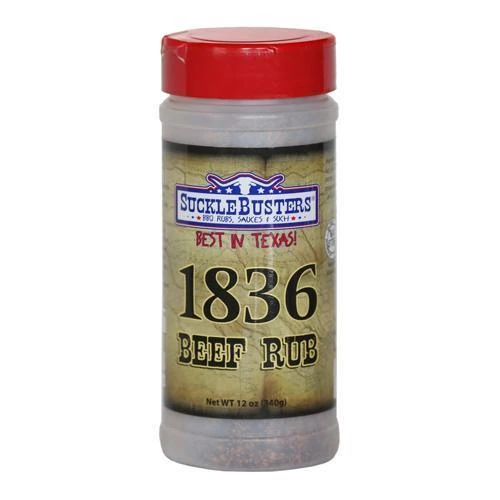 SUCKLEBUSTERS®
BBQ RUBS, SAUCES & SUCH
BEST IN TEXAS!
1836
BEEF RUB
Net WT 12 oz (340g)